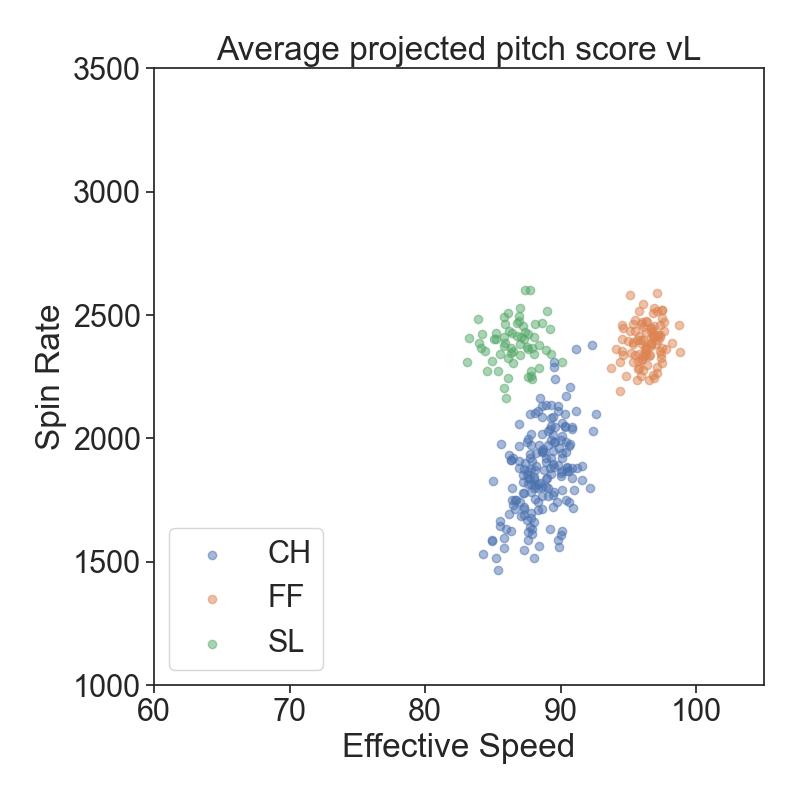 Average projected pitch score vL
3500
3000
2500
2000
1500
1000
Spin Rate
CH
FF
SL
60 70 80 90 100
Effective Speed